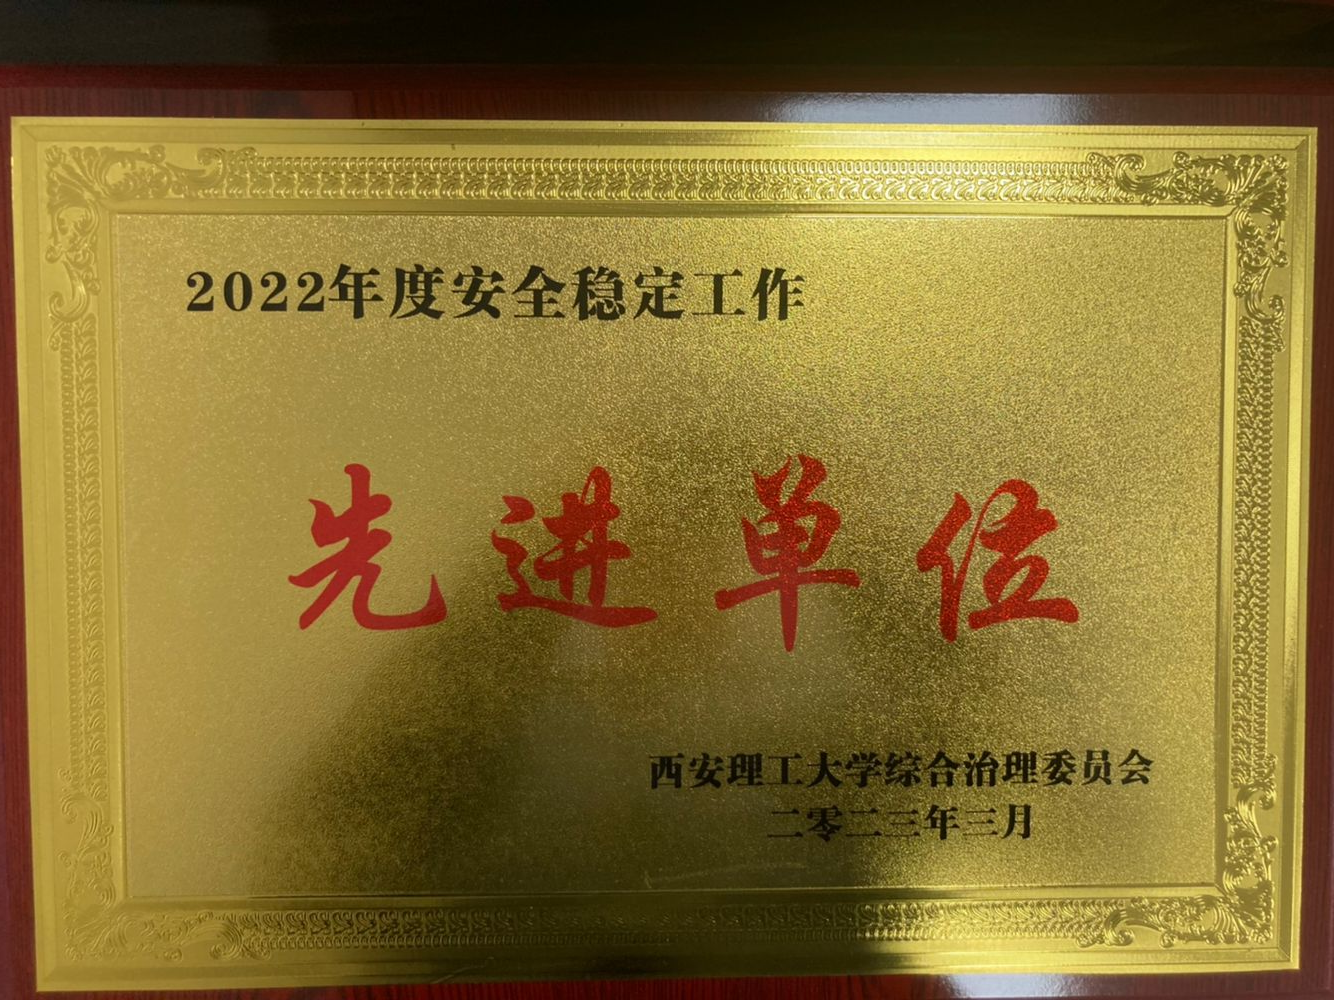 2022年度安全稳定工作
先进单位
西安理工大学综合治理委员会
二零二三年三月